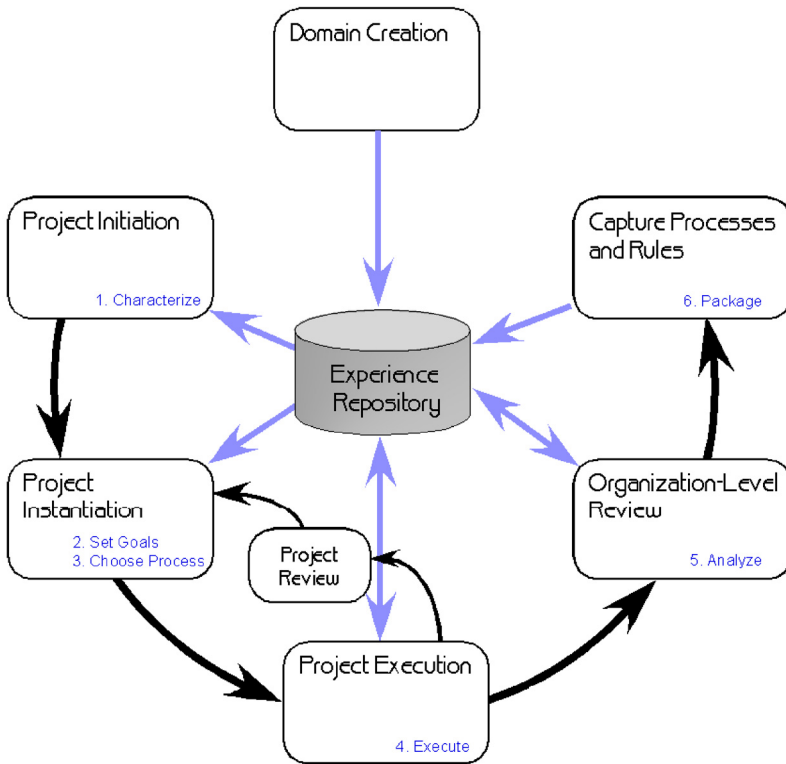 Domain Creation
Project Initiation
1. Characterize
Capture Processes
and Rules
6. Package
Experience
Repository
Project
Instantiation
2. Set Goals
3. Choose Process
Project
Review
Organization-Level
Review
5. Analyze
Project Execution
4. Execute